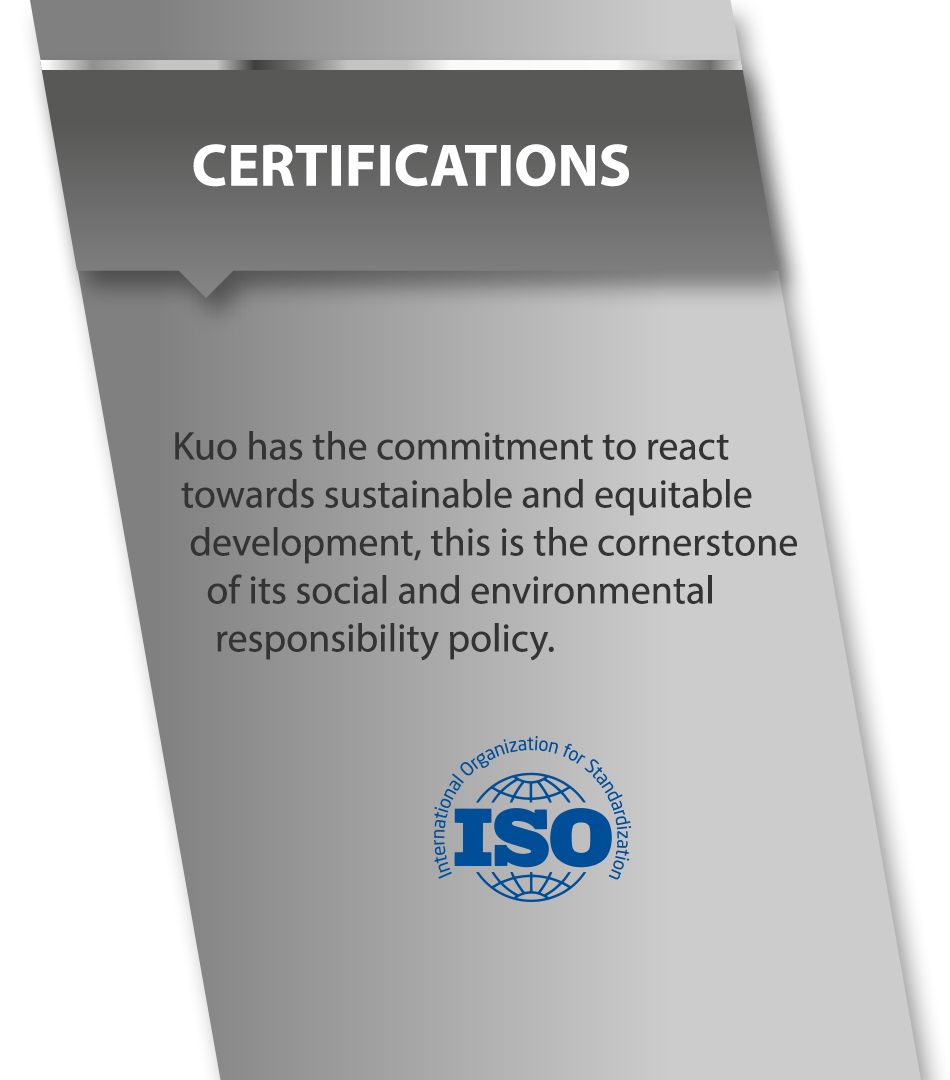 CERTIFICATIONS
Kuo has the commitment to react
towards sustainable and equitable
development, this is the cornerstone
of its social and environmental
responsibility policy.
International Organization for Standardization
ISO